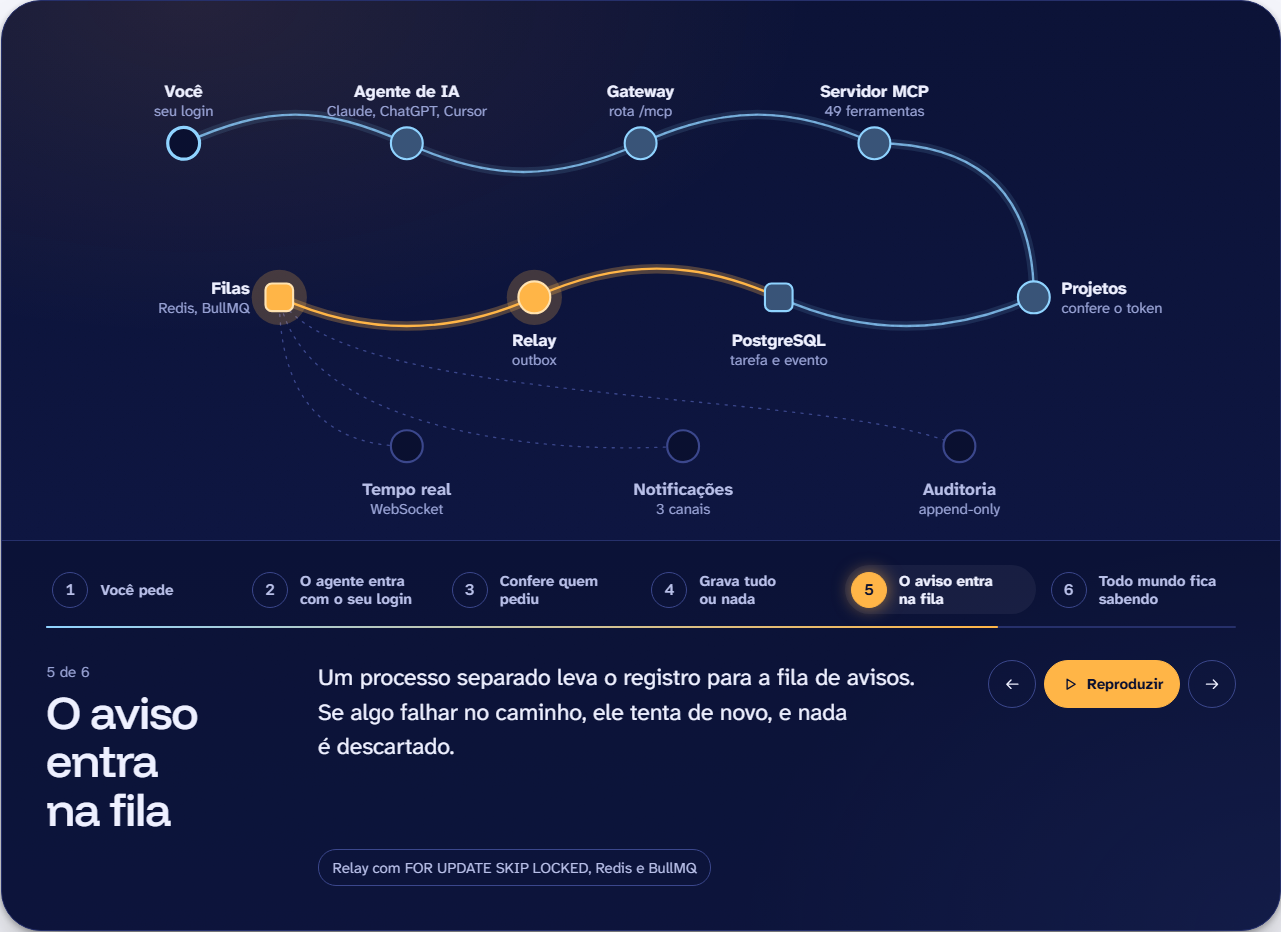 Você
seu login
Agente de IA
Claude, ChatGPT, Cursor
Gateway
rota /mcp
Servidor MCP
49 ferramentas
Filas
Redis, BullMQ
Relay
outbox
PostgreSQL
tarefa e evento
Projetos
confere o token
Tempo real
WebSocket
Notificações
3 canais
Auditoria
append-only
1
Você pede
2
O agente entra
com o seu login
3
Confere quem
pediu
4
Grava tudo
ou nada
5
O aviso entra
na fila
6
Todo mundo fica
sabendo
5 de 6
O aviso
entra
na fila
Um processo separado leva o registro para a fila de avisos.
Se algo falhar no caminho, ele tenta de novo, e nada
é descartado.
Relay com FOR UPDATE SKIP LOCKED, Redis e BullMQ
Reproduzir